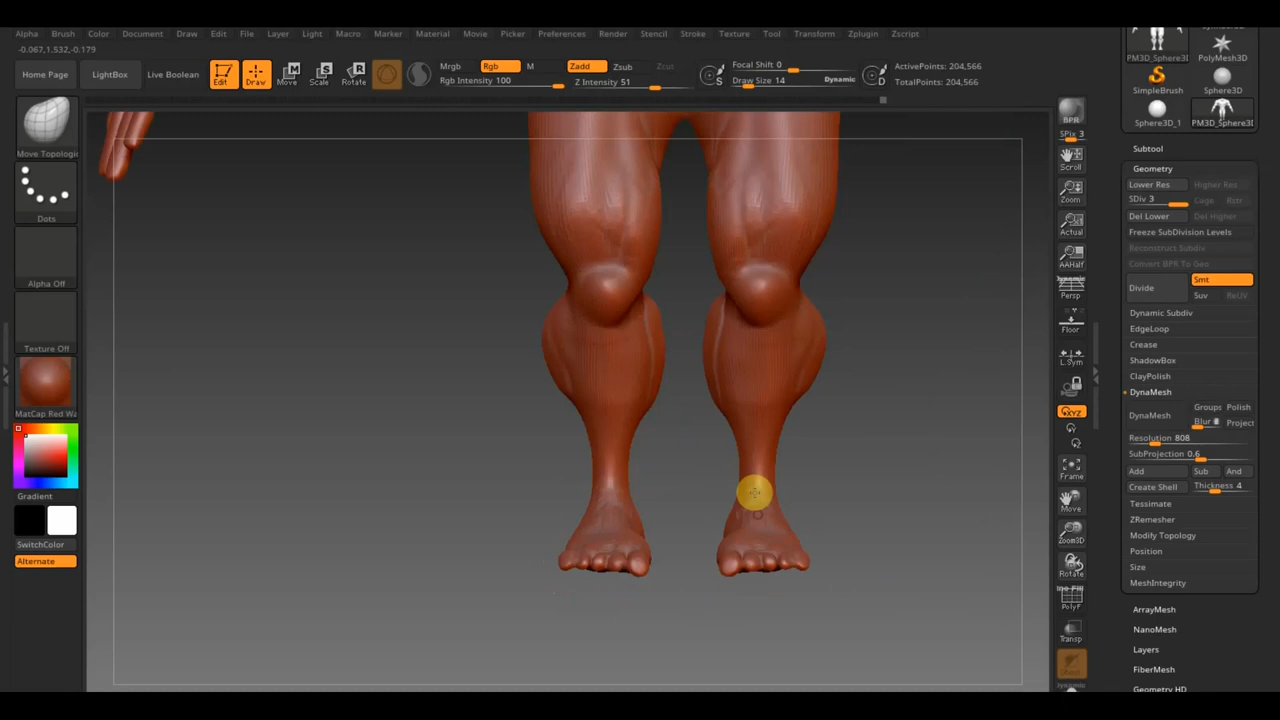 Alpha Brush Color Document Draw Edit File Layer Light Macro Marker Material Movie Picker Preferences Render Stencil Stroke Texture Tool Transform Zplugin Zscript
-0.067,1.532,-0.179
Home Page
LightBox
Live Boolean
Edit
Draw
Move
Scale
Rotate
Mrgb Rgb M
Rgb Intensity 100
Zadd Zsub Zcut
Z Intensity 51
S
Focal Shift 0
Draw Size 14 Dynamic
D
ActivePoints: 204,566
TotalPoints: 204,566
Move Topologic
Dots
Alpha Off
Texture Off
MatCap Red Wa
Gradient
SwitchColor
Alternate
BPR
SPix 3
Scroll
Zoom
Actual
AAHalf
Dynamic
Persp
Floor
L.Sym
XYZ
Frame
Move
Zoom3D
Rotate
PolyF
Transp
Dynamic
PM3D_Sphere3D
PolyMesh3D
SimpleBrush Sphere3D
Sphere3D_1 PM3D_Sphere3D
Subtool
Geometry
Lower Res Higher Res
SDiv 3 Cage Rstr
Del Lower Del Higher
Freeze SubDivision Levels
Reconstruct Subdiv
Convert BPR To Geo
Divide
Smt
Suv ReUV
Dynamic Subdiv
EdgeLoop
Crease
ShadowBox
ClayPolish
DynaMesh
DynaMesh
Groups Polish
Blur Project
Resolution 808
SubProjection 0.6
Add Sub And
Create Shell Thickness 4
Tessimate
ZRemesher
Modify Topology
Position
Size
MeshIntegrity
ArrayMesh
NanoMesh
Layers
FiberMesh
Geometry HD